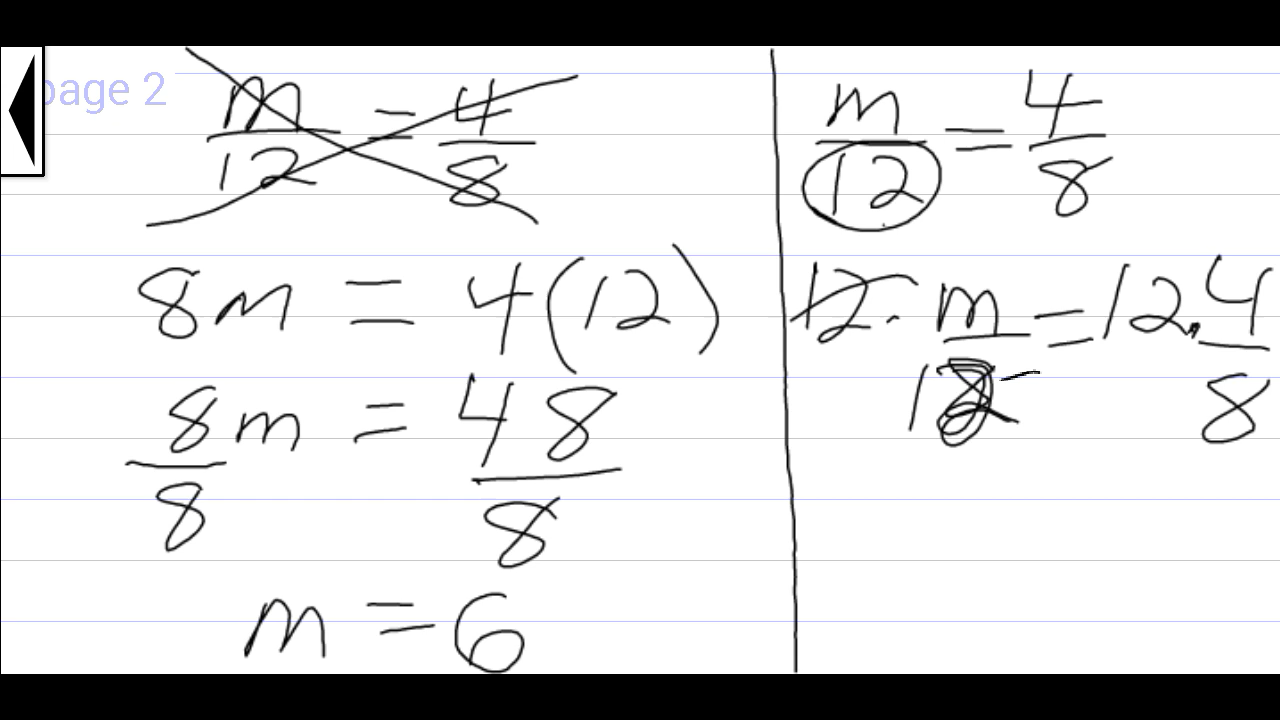 page 2
m/12 = 4/8
8m = 4(12)
8m/8 = 48/8
m = 6
m/12 = 4/8
12 · m/12 = 12 · 4/8